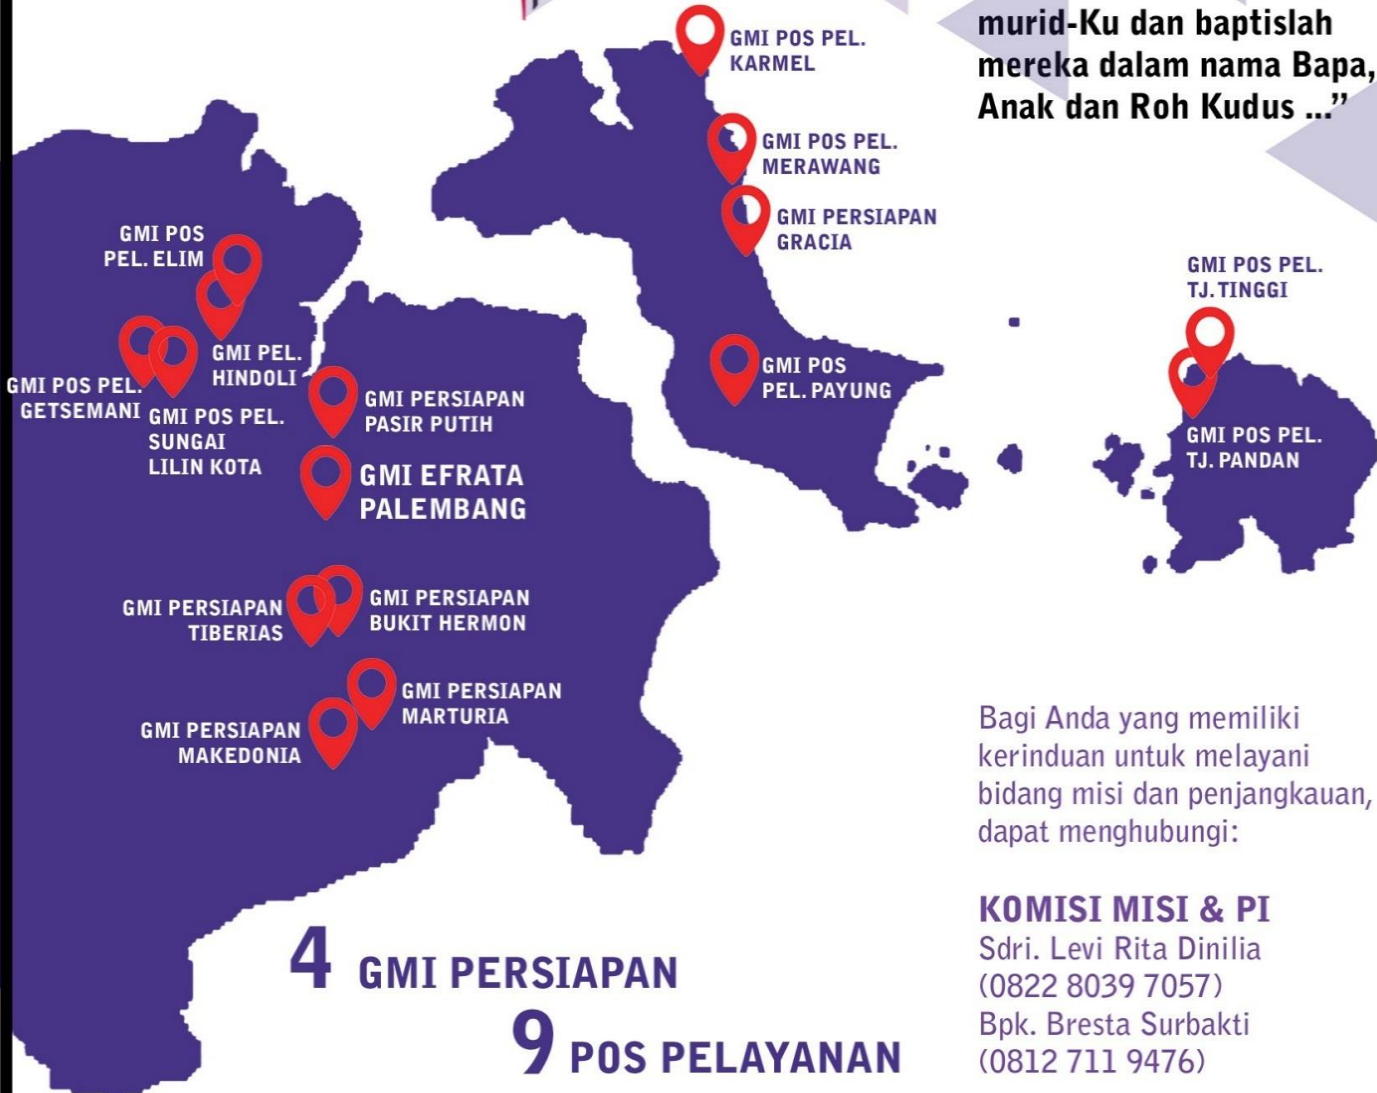 murid-Ku dan baptislah
mereka dalam nama Bapa,
Anak dan Roh Kudus ...”
GMI POS PEL.
KARMEL
GMI POS PEL.
MERAWANG
GMI PERSIAPAN
GRACIA
GMI POS
PEL. ELIM
GMI POS PEL.
TJ. TINGGI
GMI PEL.
HINDOLI
GMI POS
PEL. PAYUNG
GMI POS PEL.
GETSEMANI
GMI POS PEL.
SUNGAI
LILIN KOTA
GMI PERSIAPAN
PASIR PUTIH
GMI POS PEL.
TJ. PANDAN
GMI EFRATA
PALEMBANG
GMI PERSIAPAN
TIBERIAS
GMI PERSIAPAN
BUKIT HERMON
GMI PERSIAPAN
MARTURIA
GMI PERSIAPAN
MAKEDONIA
Bagi Anda yang memiliki
kerinduan untuk melayani
bidang misi dan penjangkauan,
dapat menghubungi:
KOMISI MISI & PI
Sdri. Levi Rita Dinilia
(0822 8039 7057)
Bpk. Bresta Surbakti
(0812 711 9476)
4 GMI PERSIAPAN
9 POS PELAYANAN